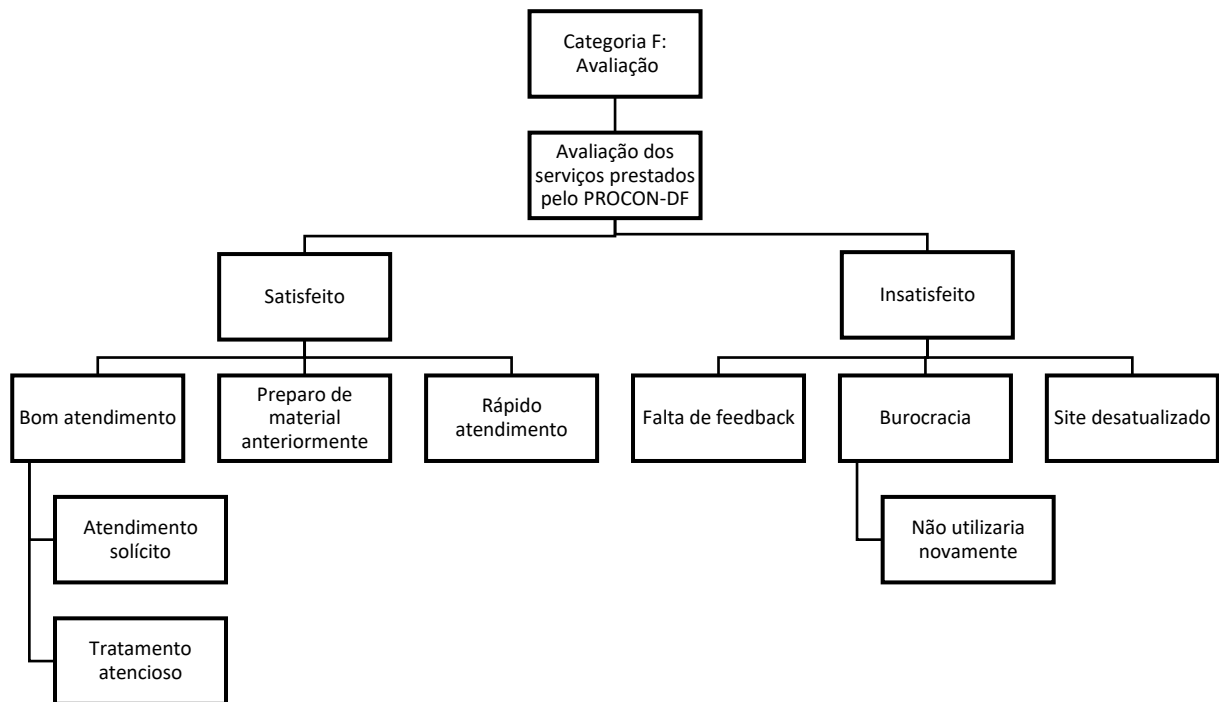 Categoria F:
Avaliação
Avaliação dos
serviços prestados
pelo PROCON-DF
Satisfeito
Insatisfeito
Bom atendimento
Preparo de
material
anteriormente
Rápido
atendimento
Falta de feedback
Burocracia
Site desatualizado
Atendimento
solícito
Não utilizaria
novamente
Tratamento
atencioso